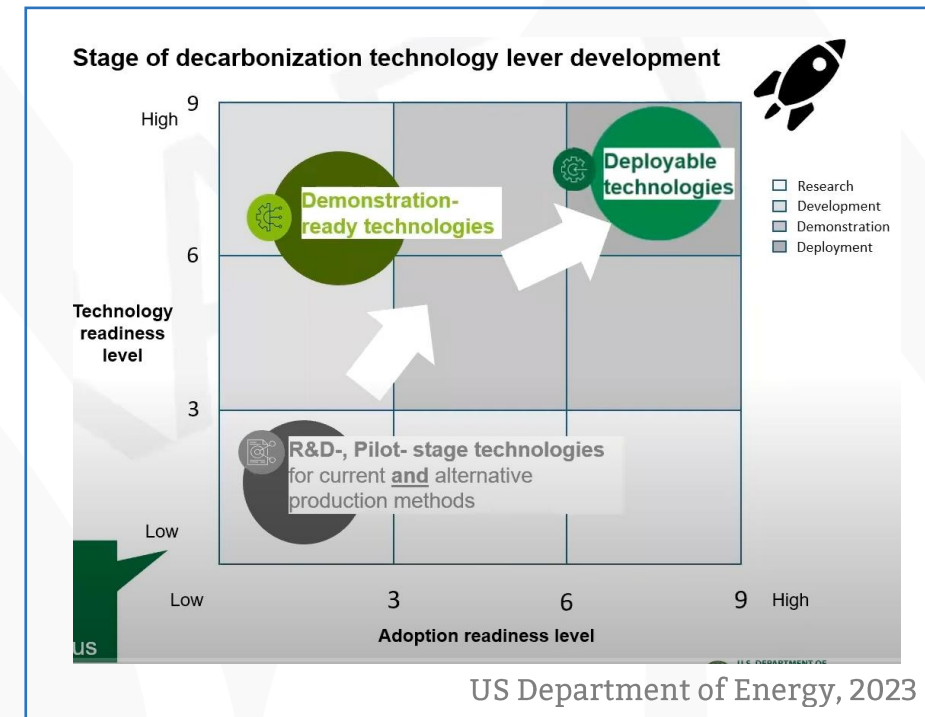 Stage of decarbonization technology lever development
9
High
Deployable
technologies
Demonstration-
ready technologies
Research
Development
Demonstration
Deployment
6
Technology
readiness
level
3
R&D-, Pilot- stage technologies
for current and alternative
production methods
Low
Low
3
6
9
High
Adoption readiness level
us
U.S. DEPARTMENT OF
US Department of Energy, 2023